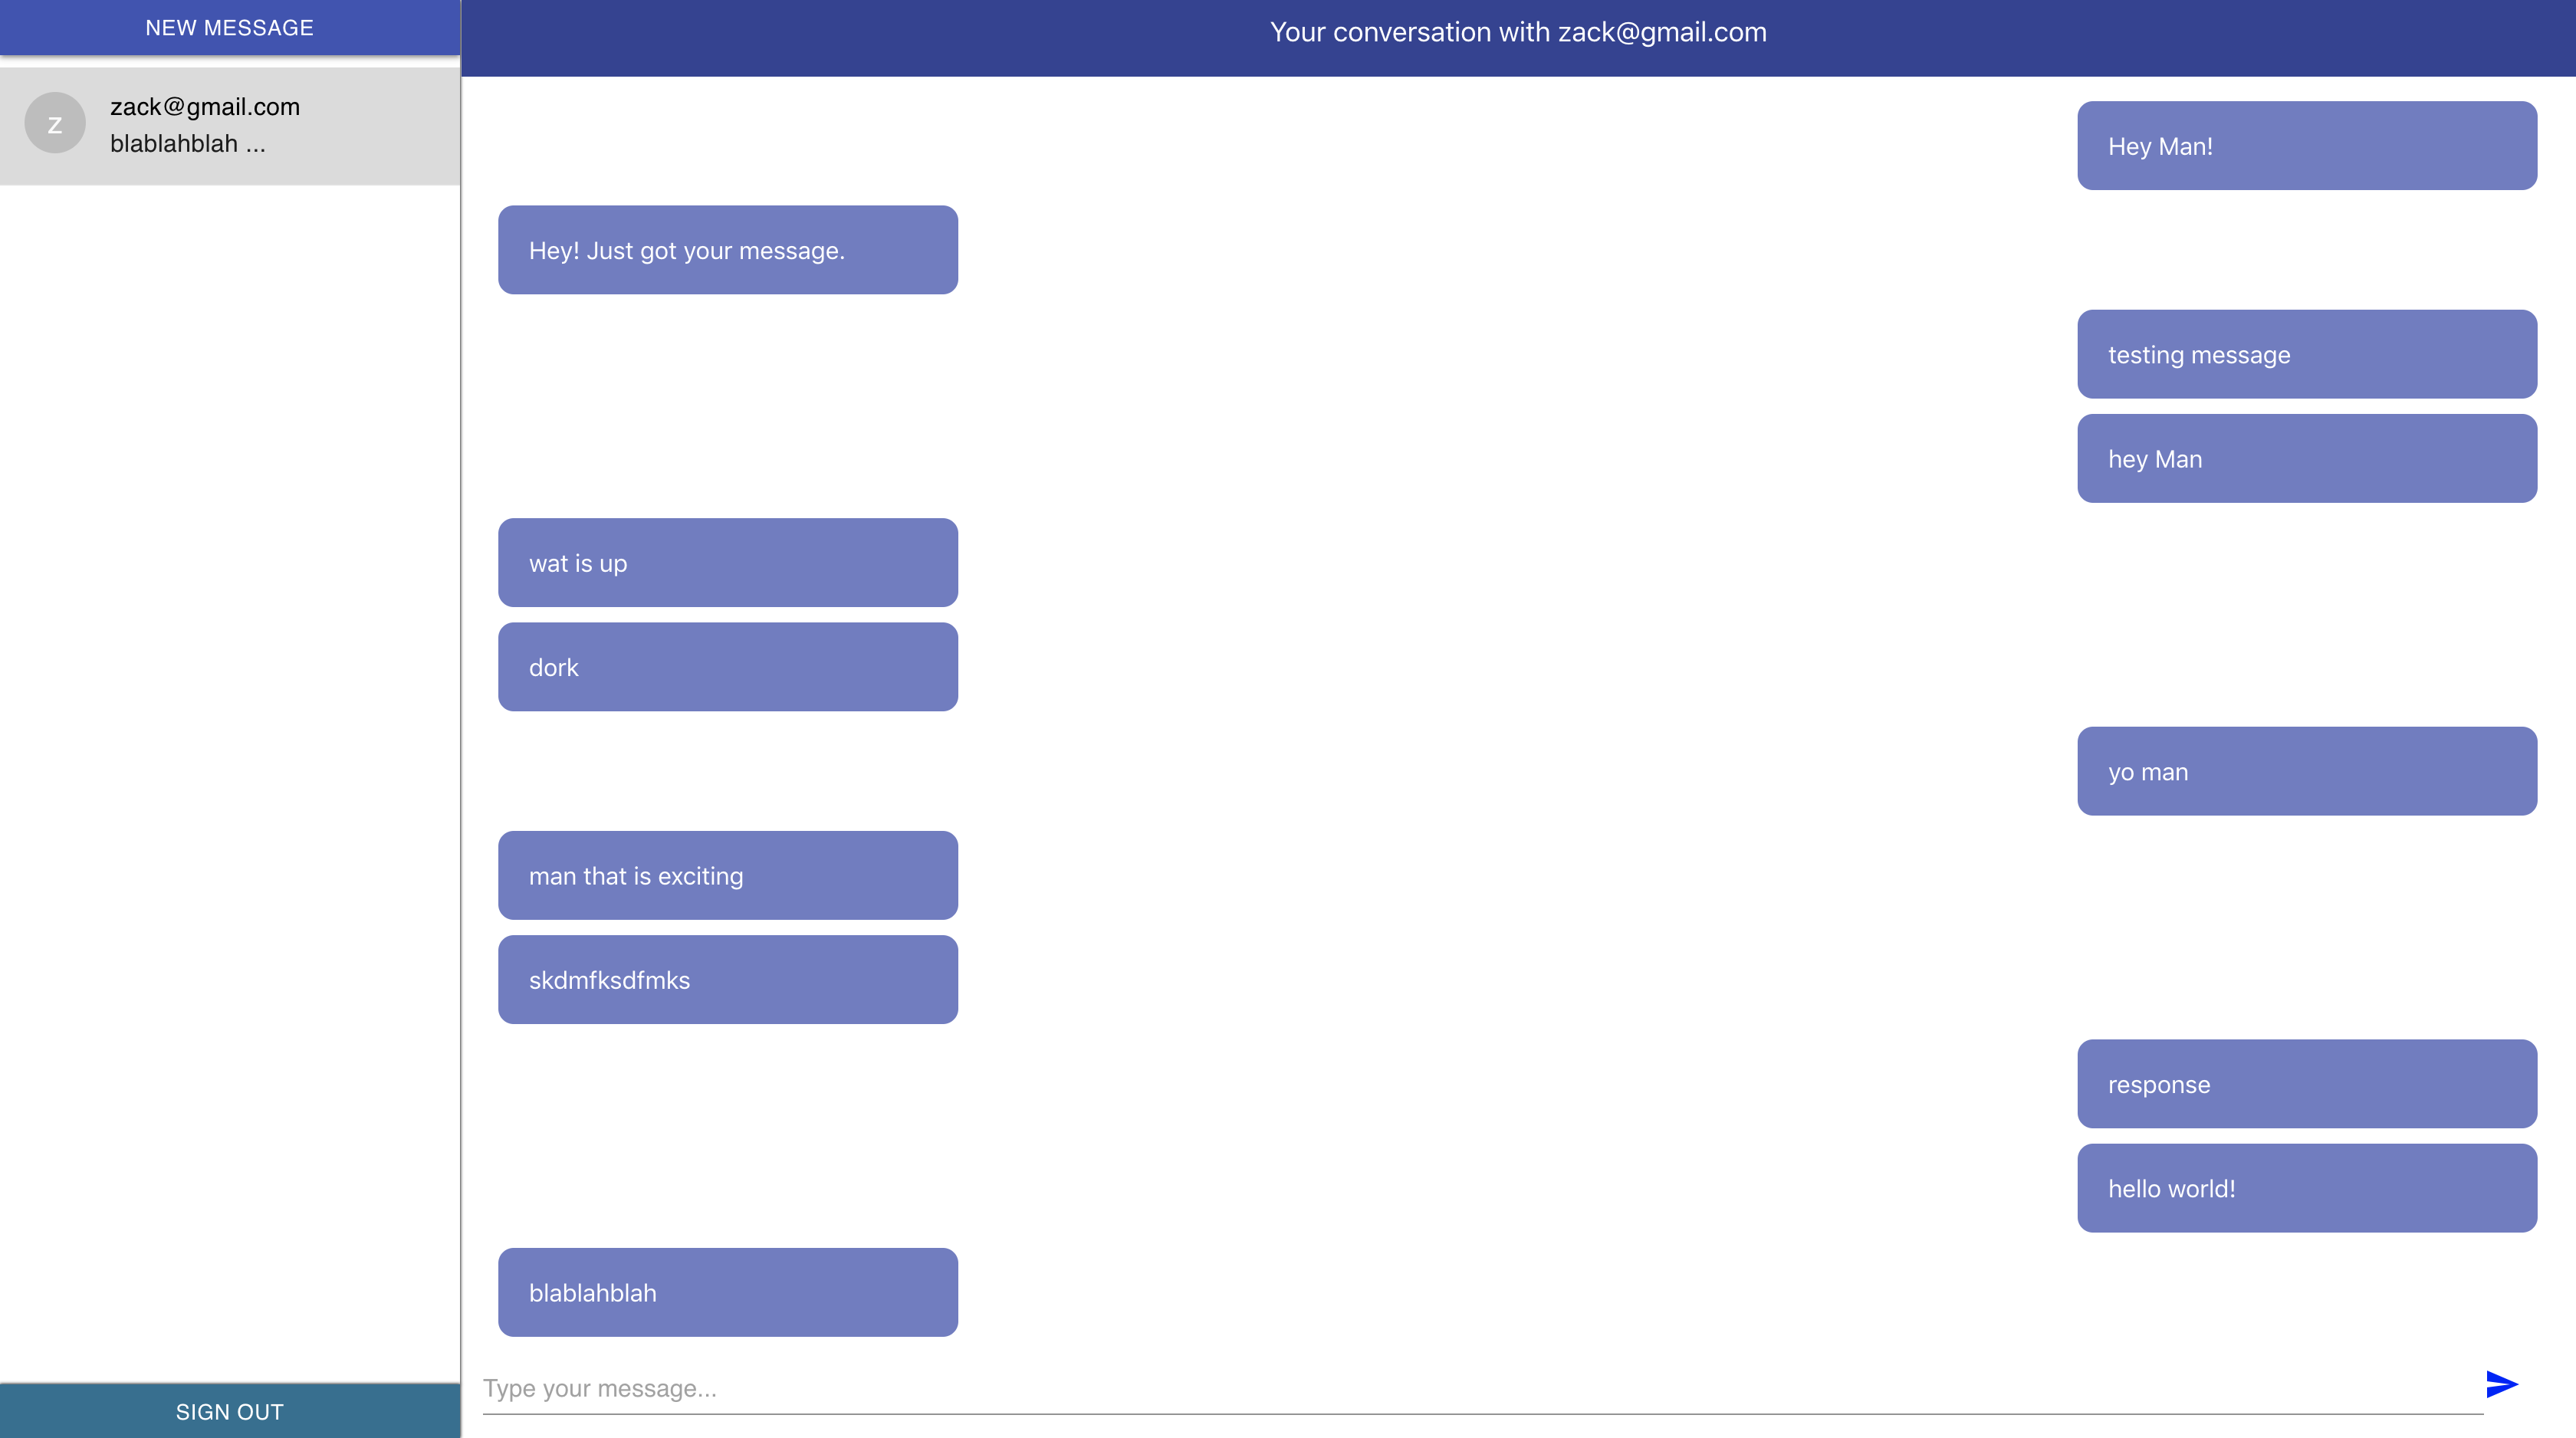 NEW MESSAGE
Your conversation with zack@gmail.com
z
zack@gmail.com
blablahblah ...
Hey Man!
Hey! Just got your message.
testing message
hey Man
wat is up
dork
yo man
man that is exciting
skdmfksdfmks
response
hello world!
blablahblah
Type your message...
SIGN OUT